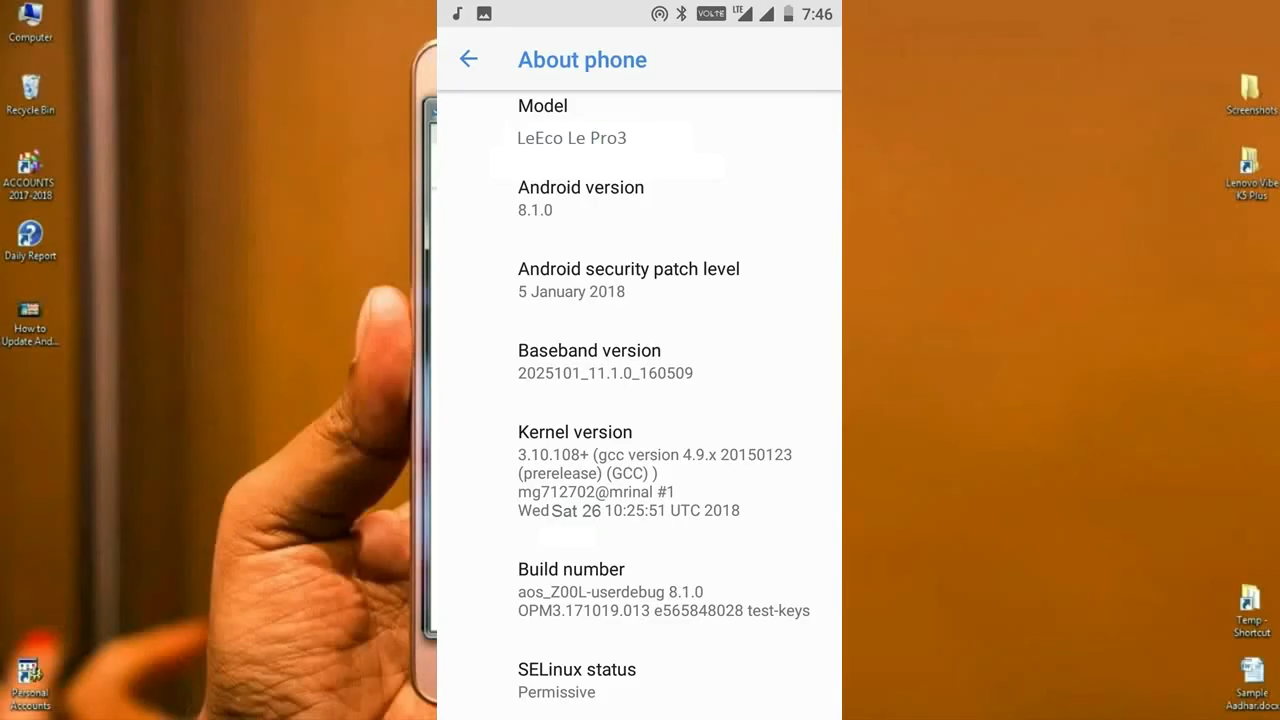 Computer
Recycle Bin
ACCOUNTS
2017-2018
Daily Report
How to
Update And...
Personal
Accounts
VOLTE
LTE
7:46
About phone
Model
LeEco Le Pro3
Android version
8.1.0
Android security patch level
5 January 2018
Baseband version
2025101_11.1.0_160509
Kernel version
3.10.108+ (gcc version 4.9.x 20150123
(prerelease) (GCC) )
mg712702@mrinal #1
Wed Sat 26 10:25:51 UTC 2018
Build number
aos_Z00L-userdebug 8.1.0
OPM3.171019.013 e565848028 test-keys
SELinux status
Permissive
Screenshots
Lenovo Vibe
K5 Plus
Temp -
Shortcut
Sample
Aadhar.docx